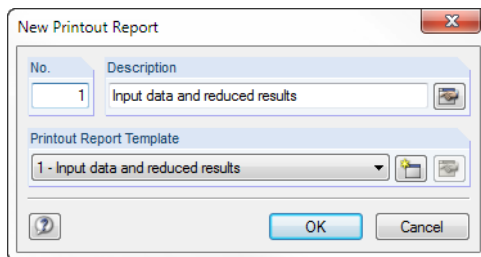 New Printout Report
No. Description
1 Input data and reduced results
Printout Report Template
1 - Input data and reduced results
OK Cancel